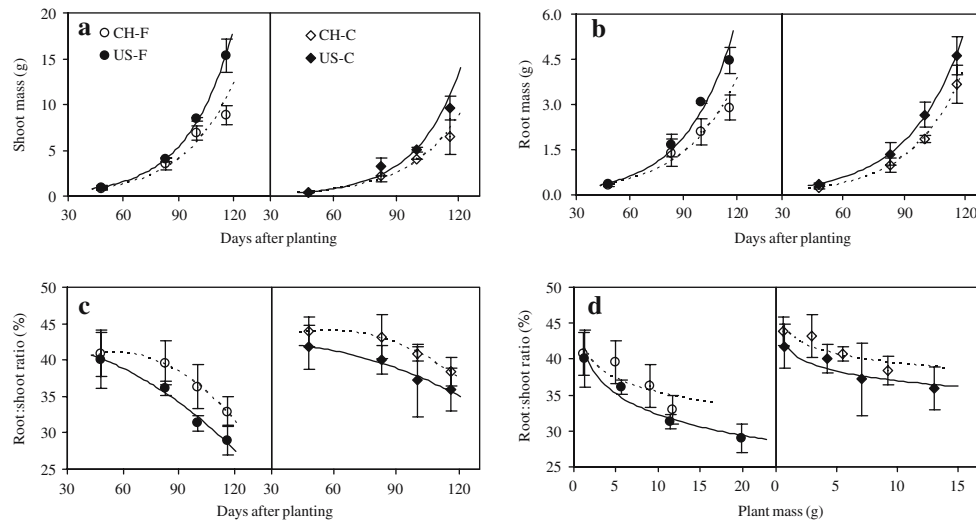 a
CH-F
US-F
CH-C
US-C
Shoot mass (g)
20
15
10
5
0
30 60 90 120 30 60 90 120
Days after planting
b
Root mass (g)
6.0
4.5
3.0
1.5
0.0
30 60 90 120 30 60 90 120
Days after planting
c
Root:shoot ratio (%)
50
45
40
35
30
25
30 60 90 120 30 60 90 120
Days after planting
d
Root:shoot ratio (%)
50
45
40
35
30
25
0 5 10 15 20 0 5 10 15
Plant mass (g)